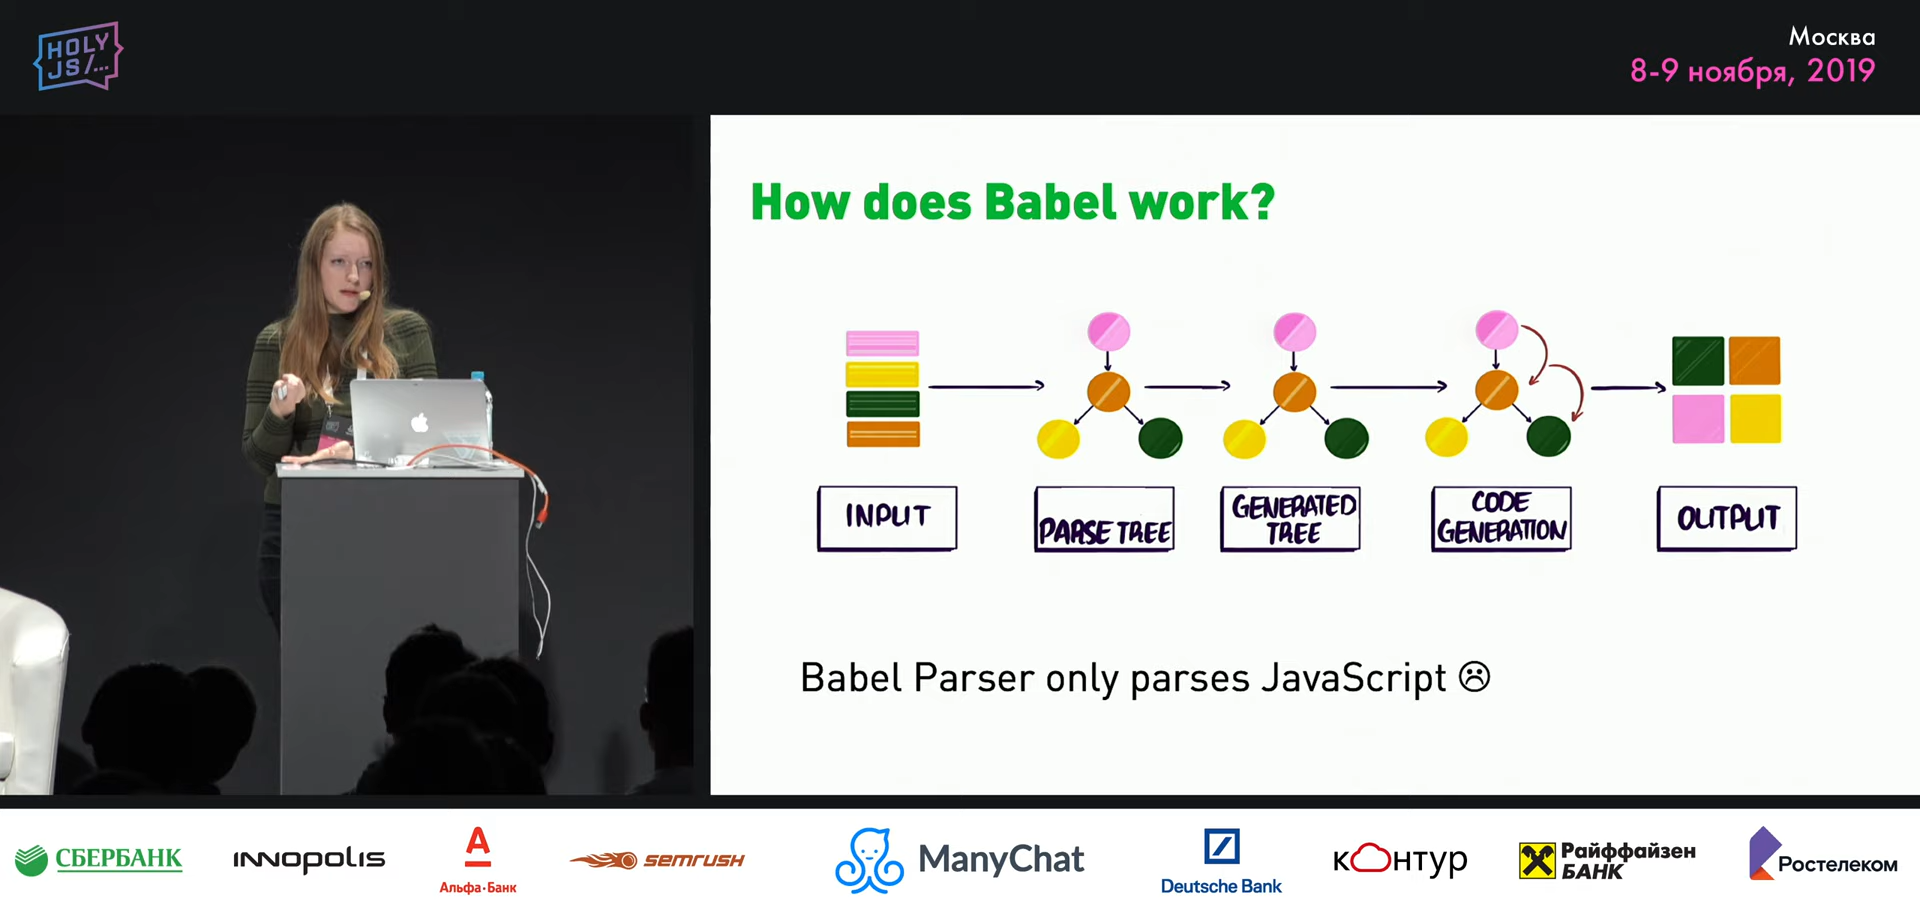 HOLY
JS/...
Москва
8-9 ноября, 2019
How does Babel work?
INPUT
PARSE TREE
GENERATED
TREE
CODE
GENERATION
OUTPUT
Babel Parser only parses JavaScript ☹
СБЕРБАНК
INNOPOLIS
Альфа·Банк
semrush
ManyChat
Deutsche Bank
кОнтур
Райффайзен
БАНК
Ростелеком